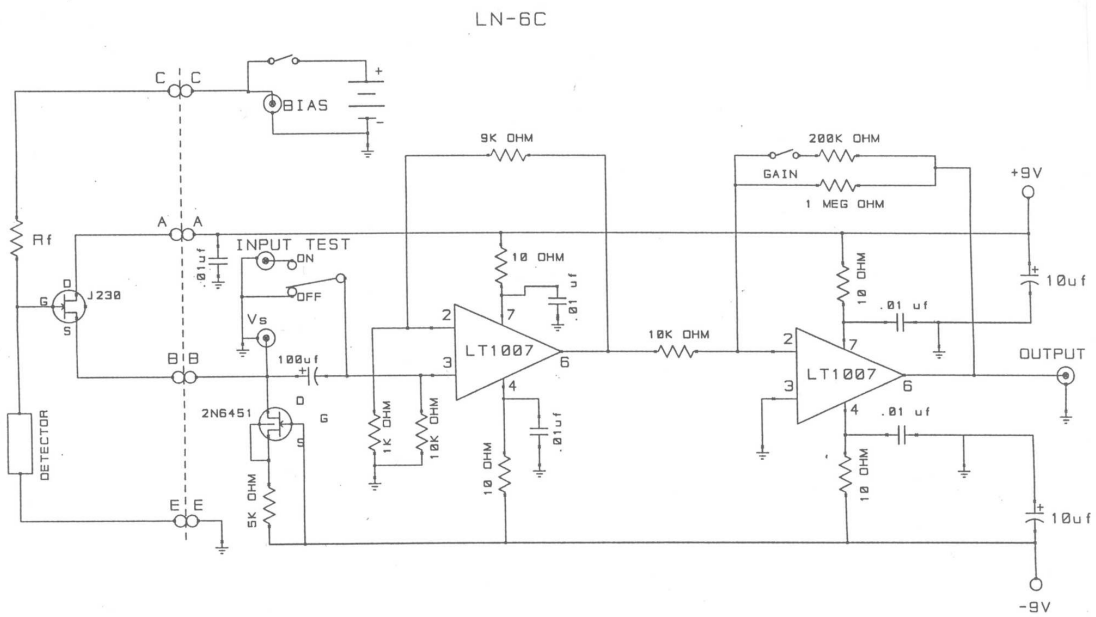 LN-6C
C C
+
BIAS
-
9K OHM
200K OHM
GAIN
1 MEG OHM
+9V
A A
Rf
.01uf
INPUT TEST
ON
OFF
10 OHM
.01 uf
10 OHM
.01 uf
+
10uf
D
G
J230
S
Vs
100uf
+
2
7
3
LT1007
6
4
10K OHM
2
7
3
LT1007
6
4
OUTPUT
B B
2N6451
D
G
S
1K OHM
10K OHM
.01uf
10 OHM
.01 uf
10 OHM
DETECTOR
5K OHM
E E
+
10uf
-9V